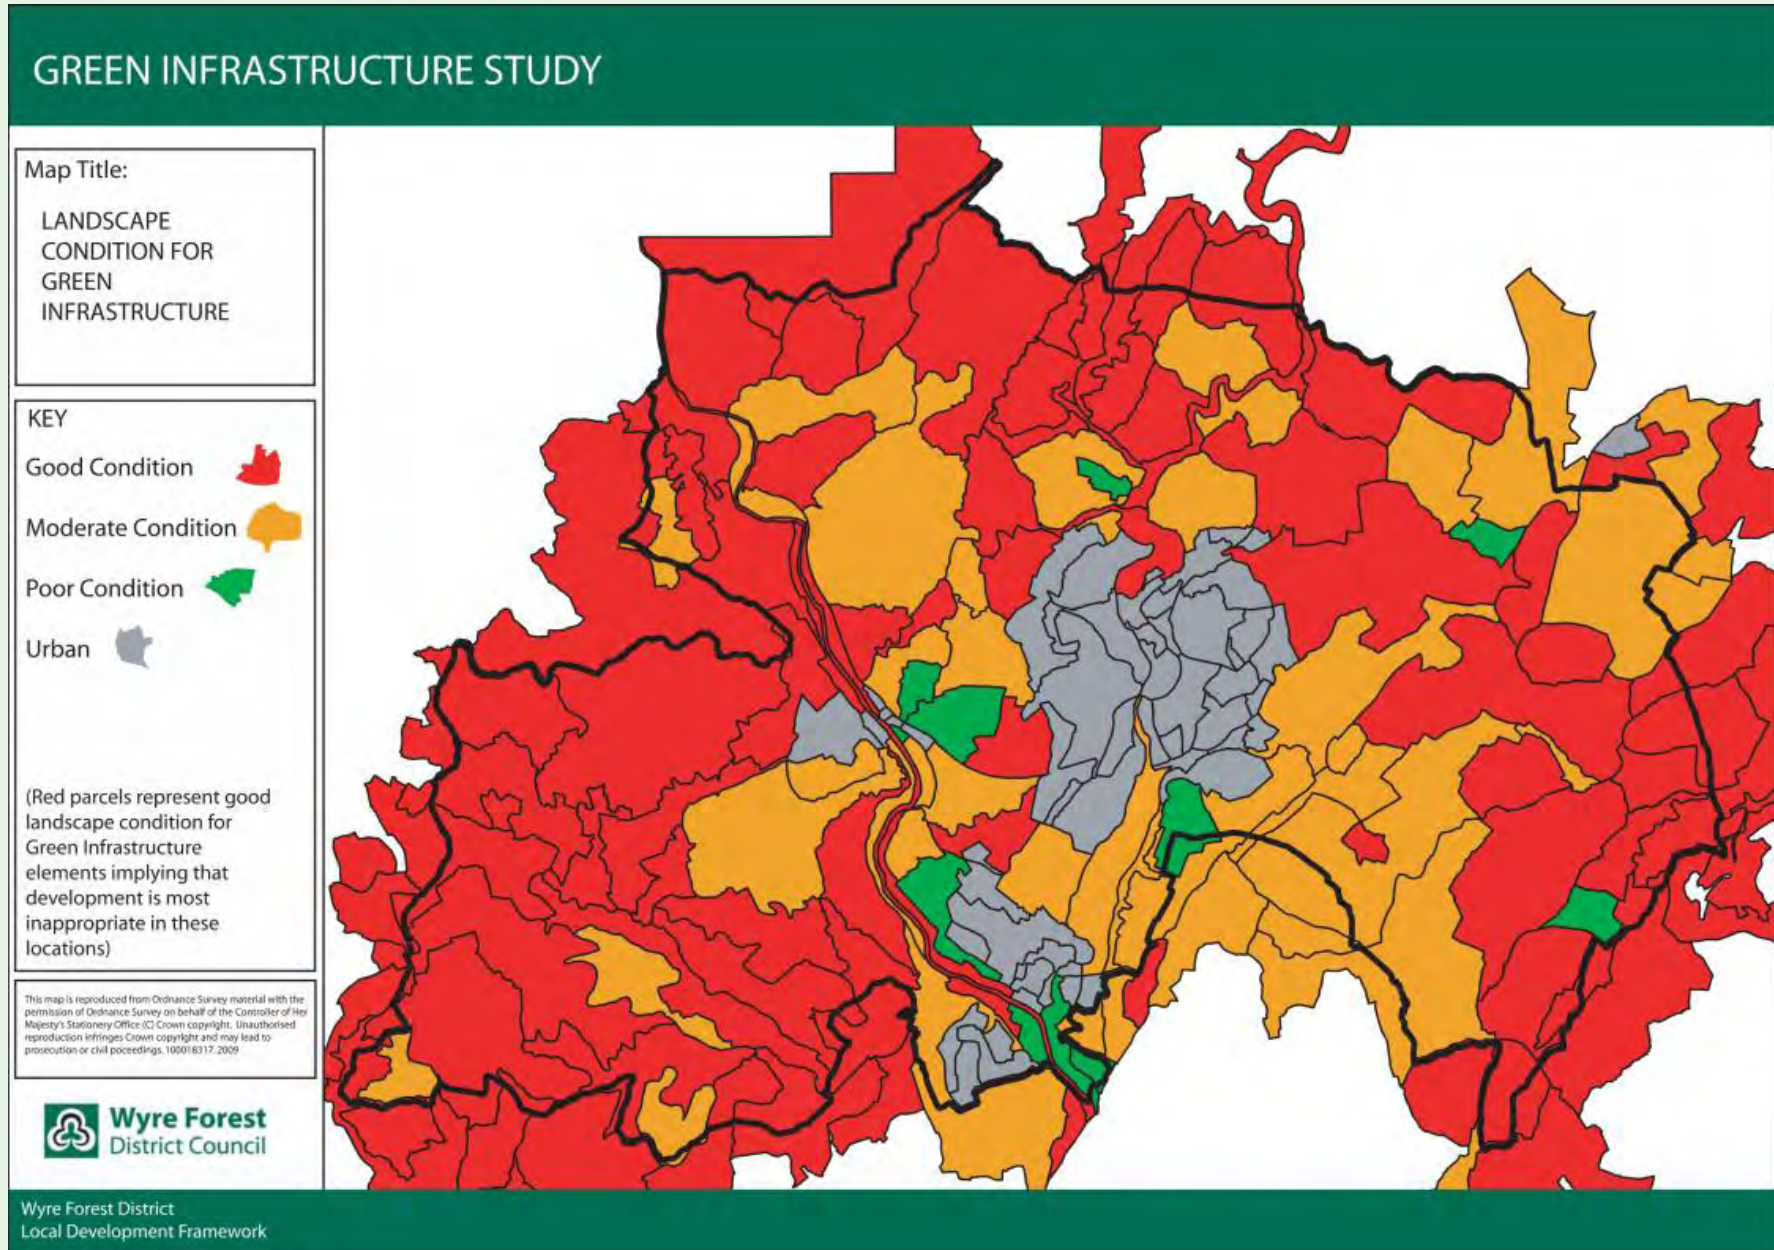 GREEN INFRASTRUCTURE STUDY
Map Title:
LANDSCAPE
CONDITION FOR
GREEN
INFRASTRUCTURE
KEY
Good Condition
Moderate Condition
Poor Condition
Urban
(Red parcels represent good
landscape condition for
Green Infrastructure
elements implying that
development is most
inappropriate in these
locations)
This map is reproduced from Ordnance Survey material with the
permission of Ordnance Survey on behalf of the Controller of Her
Majesty's Stationery Office (C) Crown copyright. Unauthorised
reproduction infringes Crown copyright and may lead to
prosecution or civil poceedings. 100018317. 2009
Wyre Forest
District Council
Wyre Forest District
Local Development Framework